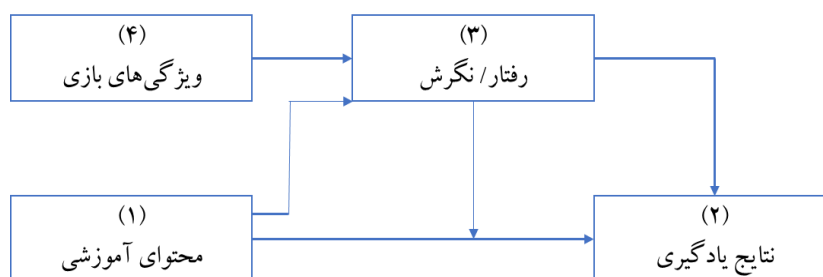 (۴)
ویژگی‌های بازی
(۳)
رفتار/ نگرش
(۱)
محتوای آموزشی
(۲)
نتایج یادگیری